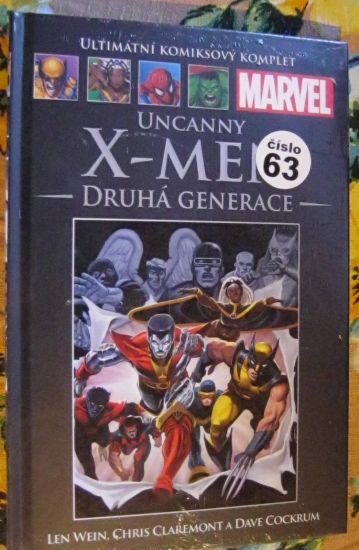 ULTIMÁTNÍ KOMIKSOVÝ KOMPLET
MARVEL
UNCANNY
X-MEN
číslo
63
DRUHÁ GENERACE
LEN WEIN, CHRIS CLAREMONT A DAVE COCKRUM